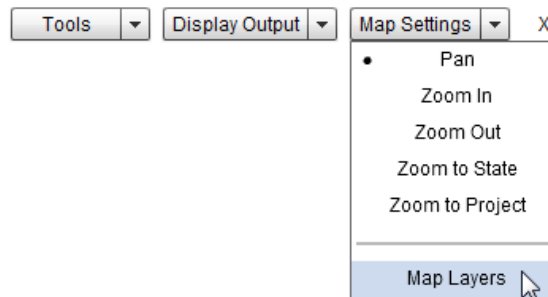 Tools Display Output Map Settings X
Pan
Zoom In
Zoom Out
Zoom to State
Zoom to Project
Map Layers